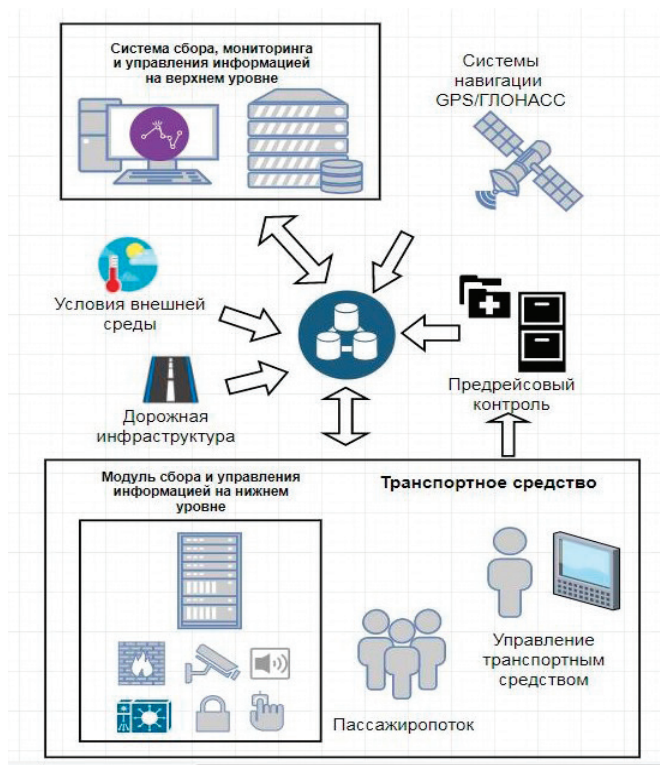 Система сбора, мониторинга
и управления информацией
на верхнем уровне
Системы
навигации
GPS/ГЛОНАСС
Условия внешней
среды
Дорожная
инфраструктура
Предрейсовый
контроль
Модуль сбора и управления
информацией на нижнем
уровне
Транспортное средство
Управление
транспортным
средством
Пассажиропоток